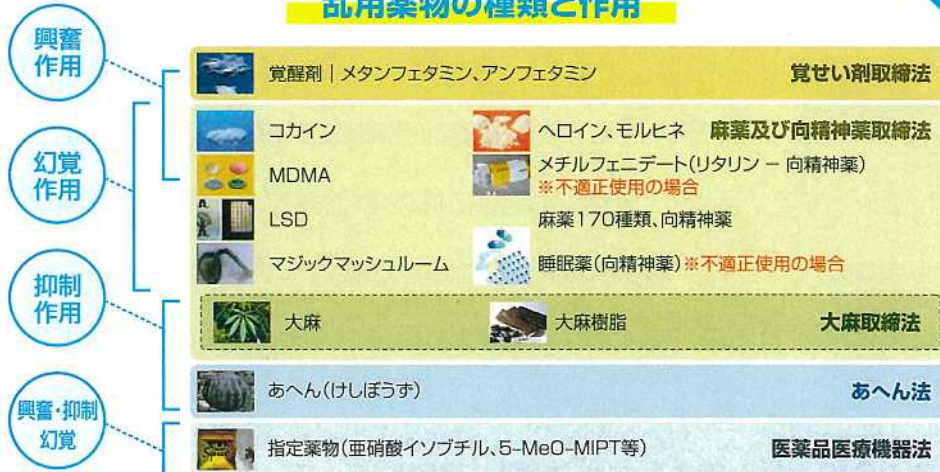 乱用薬物の種類と作用
興奮
作用
覚醒剤|メタンフェタミン、アンフェタミン
覚せい剤取締法
幻覚
作用
コカイン
ヘロイン、モルヒネ
麻薬及び向精神薬取締法
MDMA
メチルフェニデート(リタリン − 向精神薬)
※不適正使用の場合
LSD
麻薬170種類、向精神薬
マジックマッシュルーム
睡眠薬(向精神薬)※不適正使用の場合
抑制
作用
大麻
大麻樹脂
大麻取締法
あへん(けしぼうず)
あへん法
興奮・抑制
幻覚
指定薬物(亜硝酸イソブチル、5-MeO-MIPT等)
医薬品医療機器法